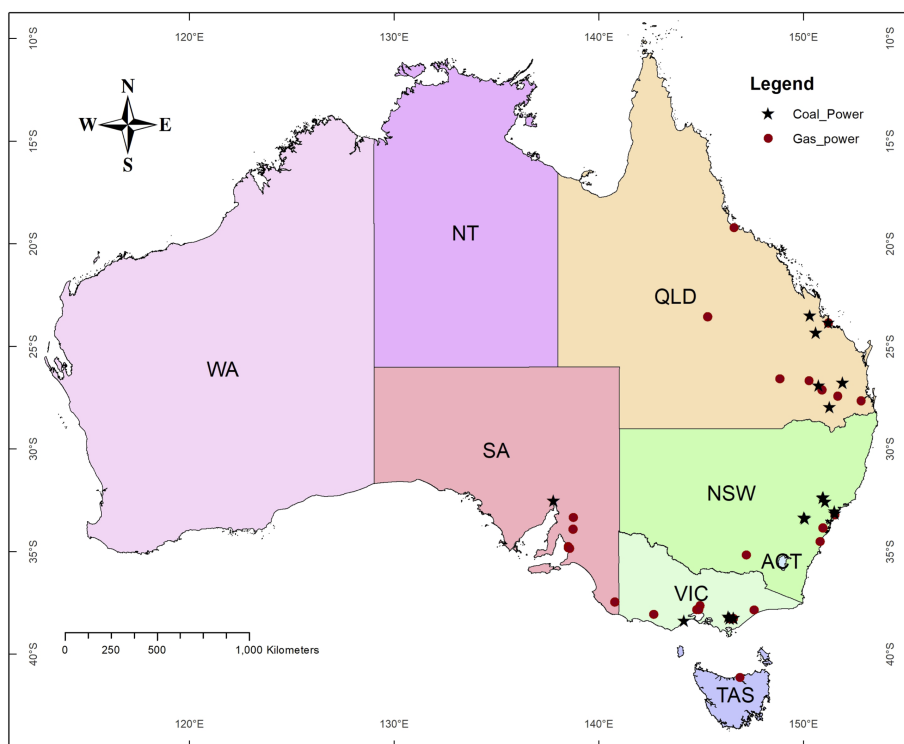 120°E 130°E 140°E 150°E
10°S 10°S
N
W E
S
Legend
Coal_Power
Gas_power
15°S 15°S
20°S 20°S
NT
QLD
25°S 25°S
WA
SA
30°S 30°S
NSW
35°S 35°S
ACT
VIC
0 250 500 1,000 Kilometers
40°S 40°S
TAS
120°E 130°E 140°E 150°E